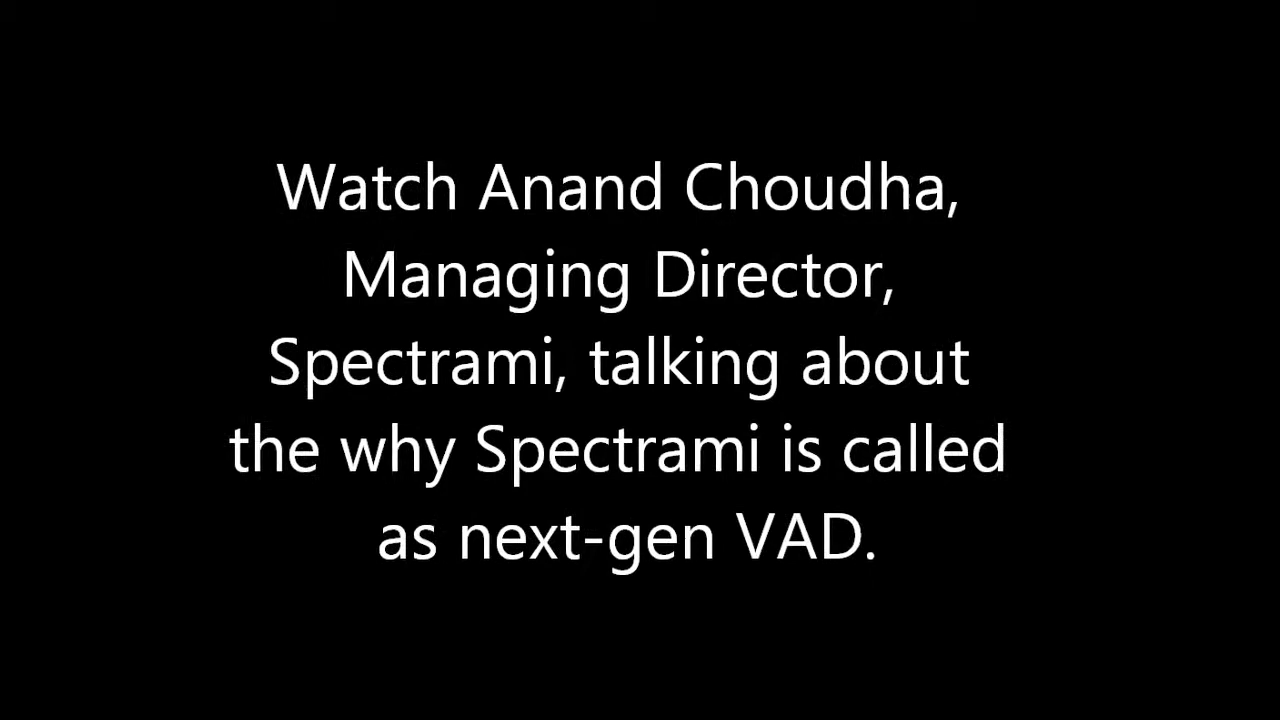 Watch Anand Choudha,
Managing Director,
Spectrami, talking about
the why Spectrami is called
as next-gen VAD.